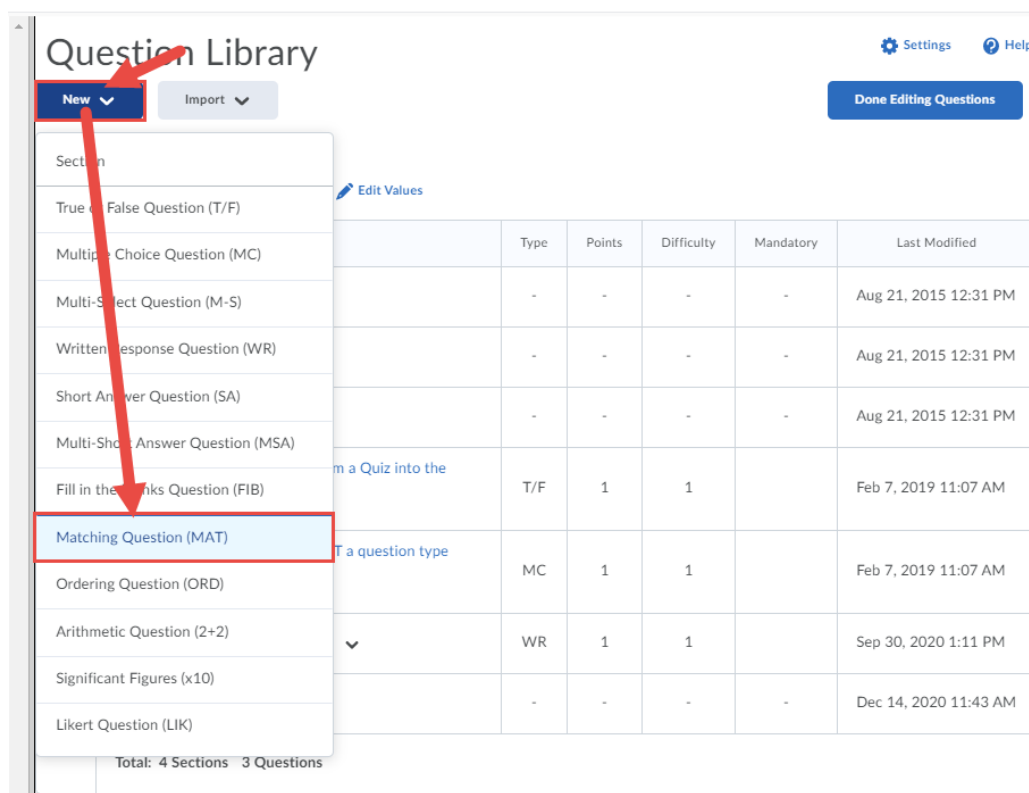 Question Library
Settings
Help
New
Import
Done Editing Questions
Section
Edit Values
True or False Question (T/F)
Type Points Difficulty Mandatory Last Modified
Multiple Choice Question (MC)
- - - - Aug 21, 2015 12:31 PM
Multi-Select Question (M-S)
Written Response Question (WR)
- - - - Aug 21, 2015 12:31 PM
Short Answer Question (SA)
- - - - Aug 21, 2015 12:31 PM
Multi-Short Answer Question (MSA)
m a Quiz into the
Fill in the Blanks Question (FIB)
T/F 1 1 Feb 7, 2019 11:07 AM
Matching Question (MAT)
T a question type
MC 1 1 Feb 7, 2019 11:07 AM
Ordering Question (ORD)
Arithmetic Question (2+2)
WR 1 1 Sep 30, 2020 1:11 PM
Significant Figures (x10)
- - - - Dec 14, 2020 11:43 AM
Likert Question (LIK)
Total: 4 Sections 3 Questions